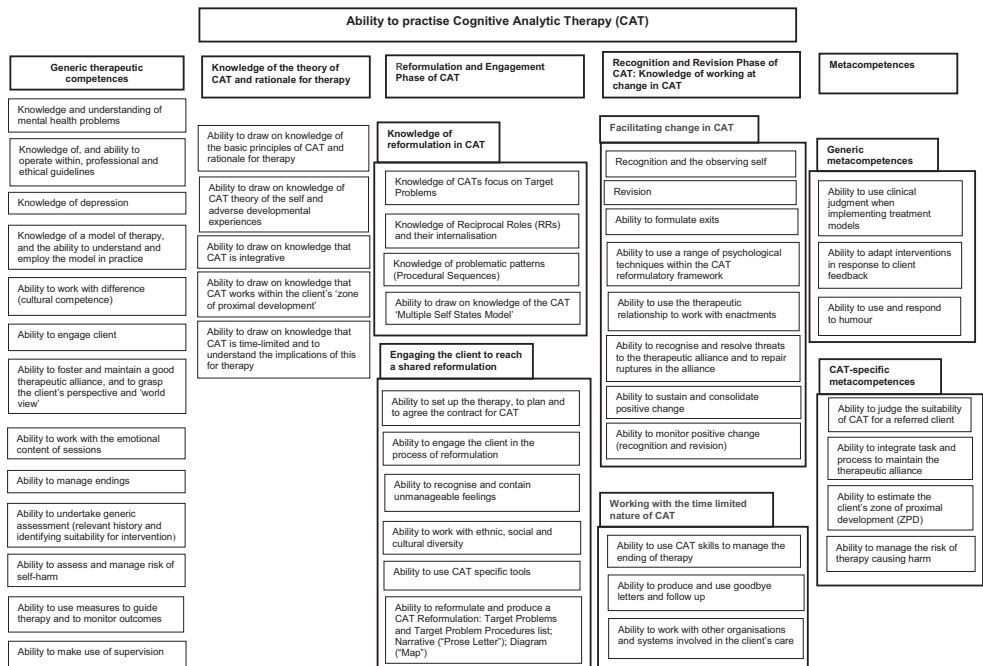 Ability to practise Cognitive Analytic Therapy (CAT)
Generic therapeutic
competences
Knowledge and understanding of
mental health problems
Knowledge of, and ability to
operate within, professional and
ethical guidelines
Knowledge of depression
Knowledge of a model of therapy,
and the ability to understand and
employ the model in practice
Ability to work with difference
(cultural competence)
Ability to engage client
Ability to foster and maintain a good
therapeutic alliance, and to grasp
the client's perspective and 'world
view'
Ability to work with the emotional
content of sessions
Ability to manage endings
Ability to undertake generic
assessment (relevant history and
identifying suitability for intervention)
Ability to assess and manage risk of
self-harm
Ability to use measures to guide
therapy and to monitor outcomes
Ability to make use of supervision
Knowledge of the theory of
CAT and rationale for therapy
Ability to draw on knowledge of
the basic principles of CAT and
rationale for therapy
Ability to draw on knowledge of
CAT theory of the self and
adverse developmental
experiences
Ability to draw on knowledge that
CAT is integrative
Ability to draw on knowledge that
CAT works within the client's 'zone
of proximal development'
Ability to draw on knowledge that
CAT is time-limited and to
understand the implications of this
for therapy
Reformulation and Engagement
Phase of CAT
Knowledge of
reformulation in CAT
Knowledge of CATs focus on Target
Problems
Knowledge of Reciprocal Roles (RRs)
and their internalisation
Knowledge of problematic patterns
(Procedural Sequences)
Ability to draw on knowledge of the CAT
'Multiple Self States Model'
Engaging the client to reach
a shared reformulation
Ability to set up the therapy, to plan and
to agree the contract for CAT
Ability to engage the client in the
process of reformulation
Ability to recognise and contain
unmanageable feelings
Ability to work with ethnic, social and
cultural diversity
Ability to use CAT specific tools
Ability to reformulate and produce a
CAT Reformulation: Target Problems
and Target Problem Procedures list;
Narrative ("Prose Letter"); Diagram
("Map")
Recognition and Revision Phase of
CAT: Knowledge of working at
change in CAT
Facilitating change in CAT
Recognition and the observing self
Revision
Ability to formulate exits
Ability to use a range of psychological
techniques within the CAT
reformulatory framework
Ability to use the therapeutic
relationship to work with enactments
Ability to recognise and resolve threats
to the therapeutic alliance and to repair
ruptures in the alliance
Ability to sustain and consolidate
positive change
Ability to monitor positive change
(recognition and revision)
Working with the time limited
nature of CAT
Ability to use CAT skills to manage the
ending of therapy
Ability to produce and use goodbye
letters and follow up
Ability to work with other organisations
and systems involved in the client's care
Metacompetences
Generic
metacompetences
Ability to use clinical
judgment when
implementing treatment
models
Ability to adapt interventions
in response to client
feedback
Ability to use and respond
to humour
CAT-specific
metacompetences
Ability to judge the suitability
of CAT for a referred client
Ability to integrate task and
process to maintain the
therapeutic alliance
Ability to estimate the
client's zone of proximal
development (ZPD)
Ability to manage the risk of
therapy causing harm